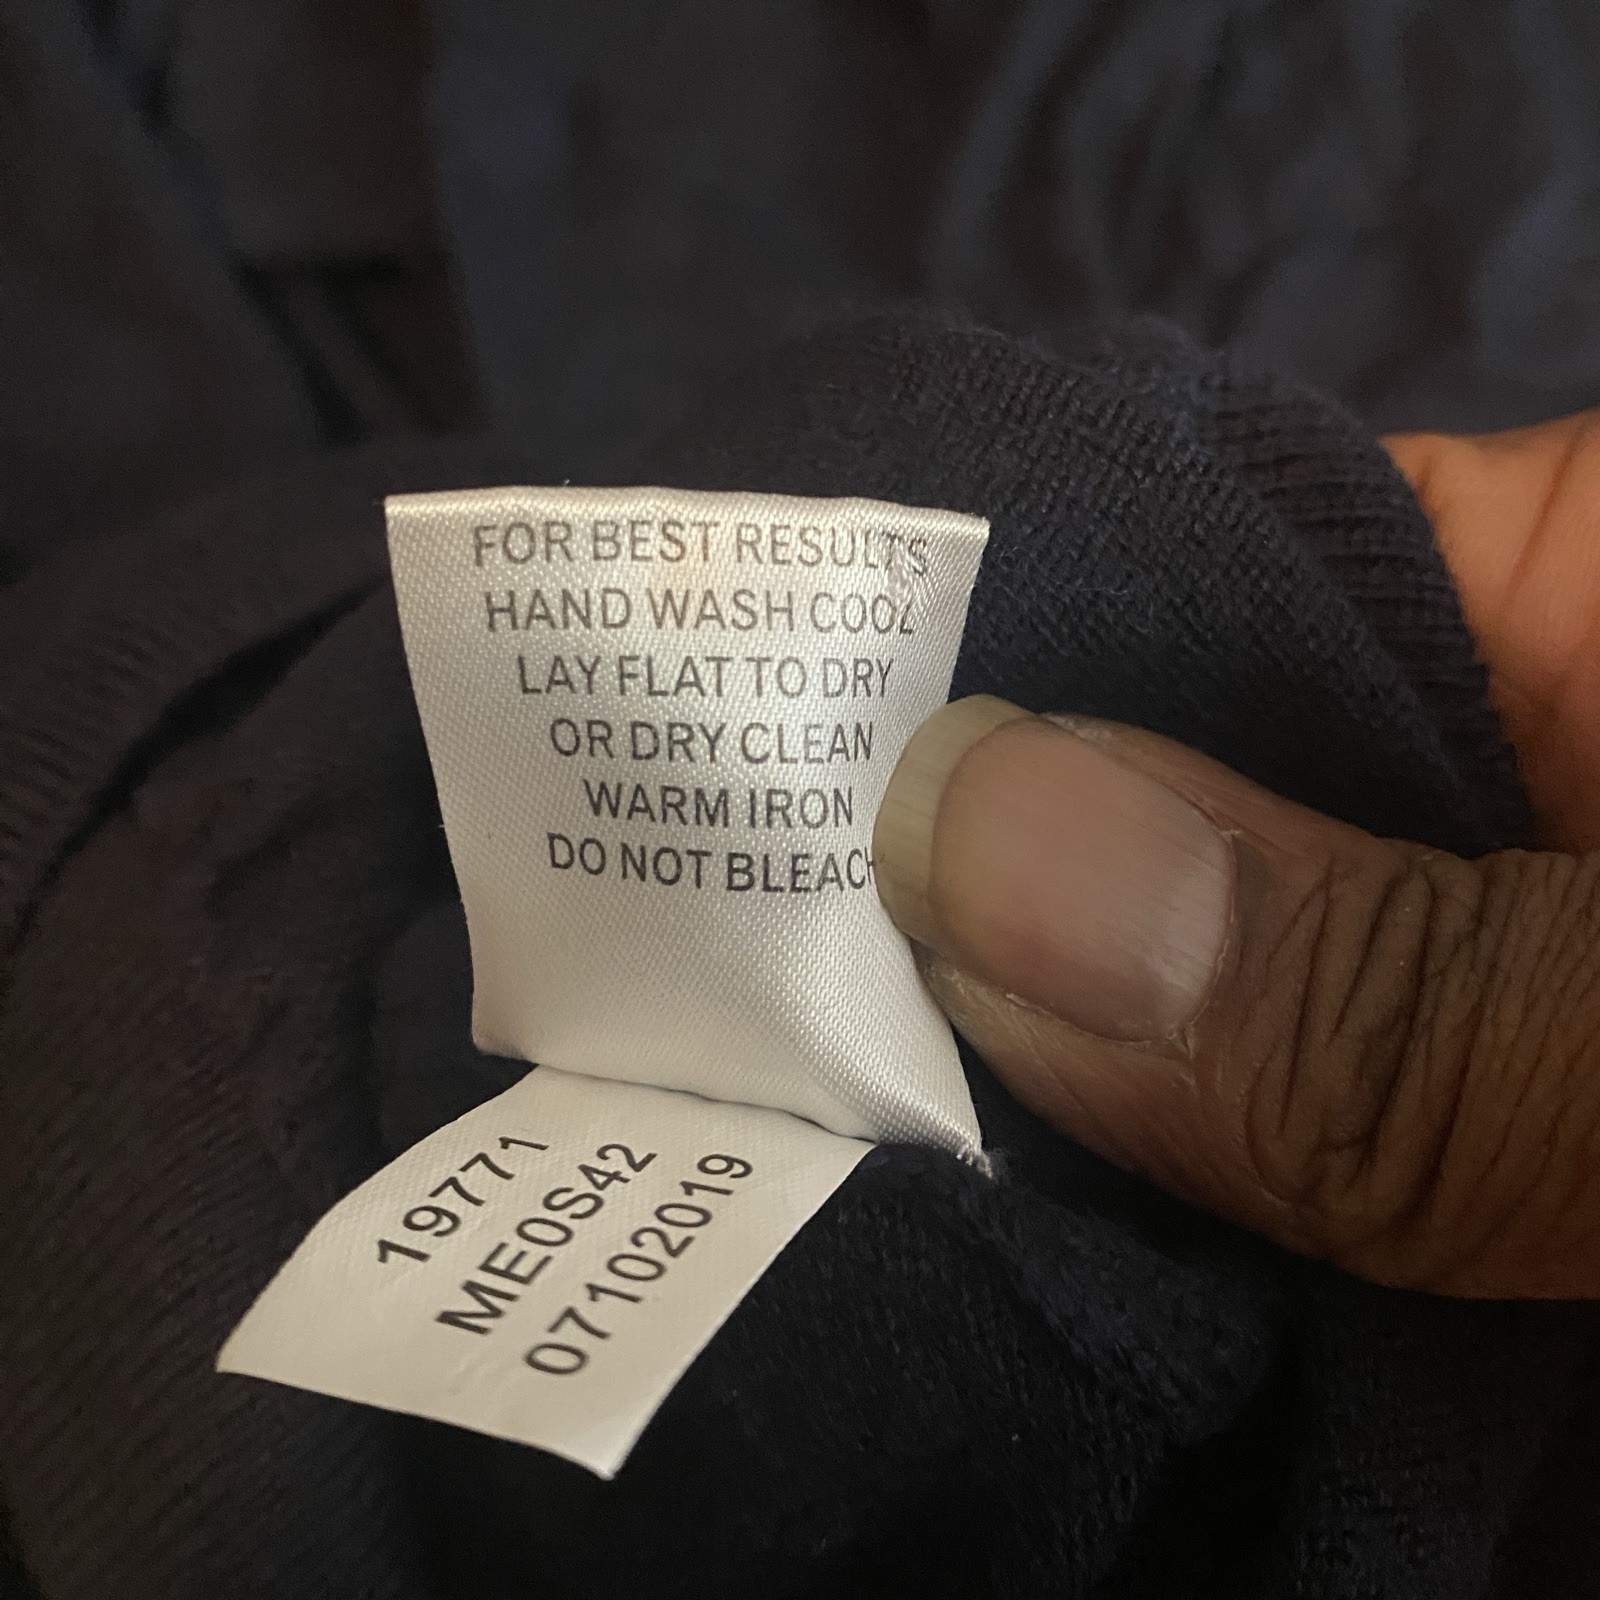 FOR BEST RESULTS
HAND WASH COOL
LAY FLAT TO DRY
OR DRY CLEAN
WARM IRON
DO NOT BLEACH
19771
ME0S42
07102019